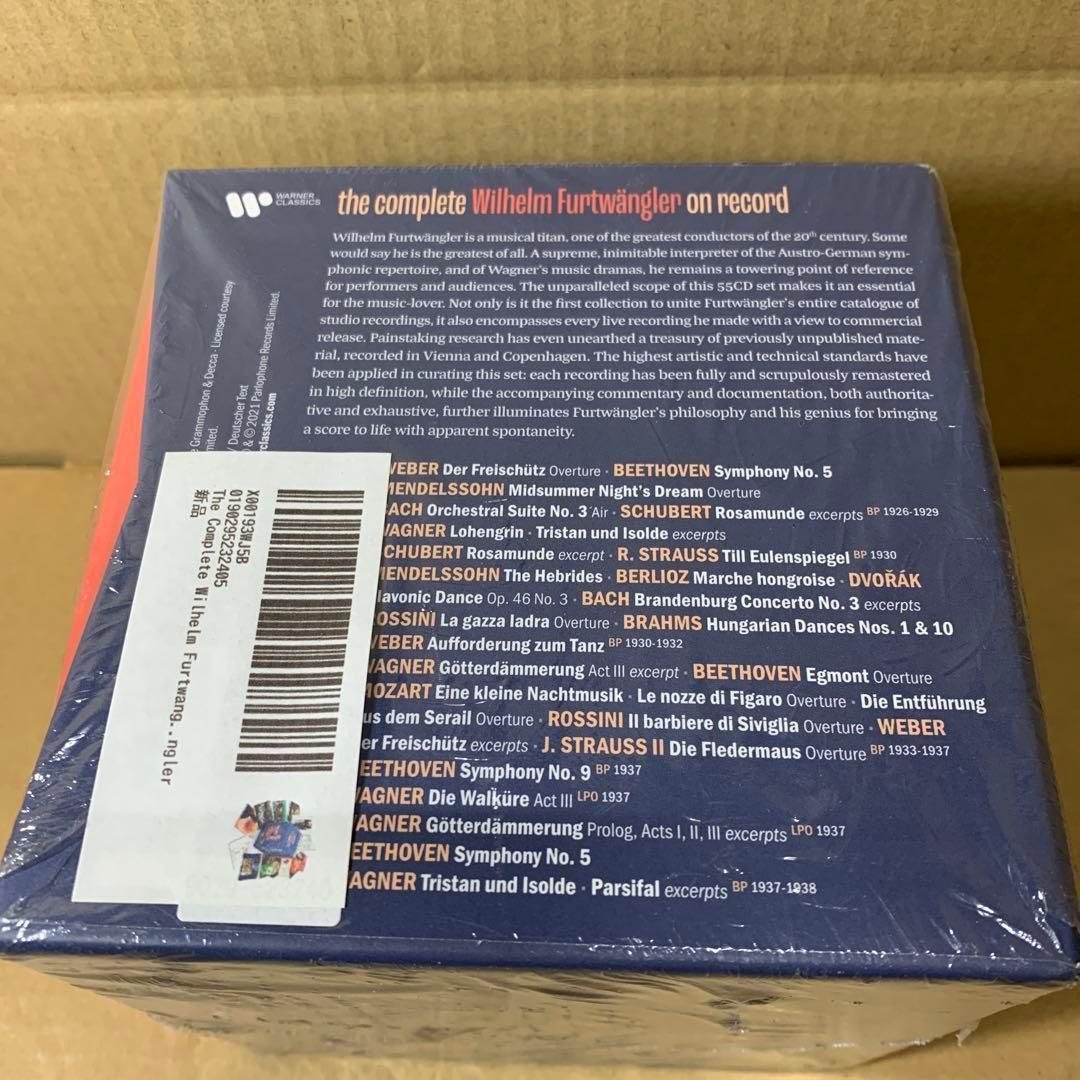 WARNER
CLASSICS
the complete Wilhelm Furtwängler on record
Wilhelm Furtwängler is a musical titan, one of the greatest conductors of the 20th century. Some
would say he is the greatest of all. A supreme, inimitable interpreter of the Austro-German sym-
phonic repertoire, and of Wagner's music dramas, he remains a towering point of reference
for performers and audiences. The unparalleled scope of this 55CD set makes it an essential
for the music-lover. Not only is it the first collection to unite Furtwängler's entire catalogue of
studio recordings, it also encompasses every live recording he made with a view to commercial
release. Painstaking research has even unearthed a treasury of previously unpublished mate-
rial, recorded in Vienna and Copenhagen. The highest artistic and technical standards have
been applied in curating this set: each recording has been fully and scrupulously remastered
in high definition, while the accompanying commentary and documentation, both authorita-
tive and exhaustive, further illuminates Furtwängler's philosophy and his genius for bringing
a score to life with apparent spontaneity.
Grammophon & Decca · Licensed courtesy
/ Deutscher Text
& © 2021 Parlophone Records Limited.
rclassics.com
WEBER Der Freischütz Overture · BEETHOVEN Symphony No. 5
MENDELSSOHN Midsummer Night's Dream Overture
BACH Orchestral Suite No. 3 Air · SCHUBERT Rosamunde excerpts BP 1926-1929
WAGNER Lohengrin · Tristan und Isolde excerpts
SCHUBERT Rosamunde excerpt · R. STRAUSS Till Eulenspiegel BP 1930
MENDELSSOHN The Hebrides · BERLIOZ Marche hongroise · DVOŘÁK
lavonic Dance Op. 46 No. 3 · BACH Brandenburg Concerto No. 3 excerpts
ROSSINI La gazza ladra Overture · BRAHMS Hungarian Dances Nos. 1 & 10
WEBER Aufforderung zum Tanz BP 1930-1932
WAGNER Götterdämmerung Act III excerpt · BEETHOVEN Egmont Overture
MOZART Eine kleine Nachtmusik · Le nozze di Figaro Overture · Die Entführung
us dem Serail Overture · ROSSINI Il barbiere di Siviglia Overture · WEBER
er Freischütz excerpts · J. STRAUSS II Die Fledermaus Overture BP 1933-1937
EETHOVEN Symphony No. 9 BP 1937
AGNER Die Walküre Act III LPO 1937
AGNER Götterdämmerung Prolog, Acts I, II, III excerpts LPO 1937
EETHOVEN Symphony No. 5
AGNER Tristan und Isolde · Parsifal excerpts BP 1937-1938
X00193WJ5B
0190295232405
The Complete Wilhelm Furtwang..ngler
新品